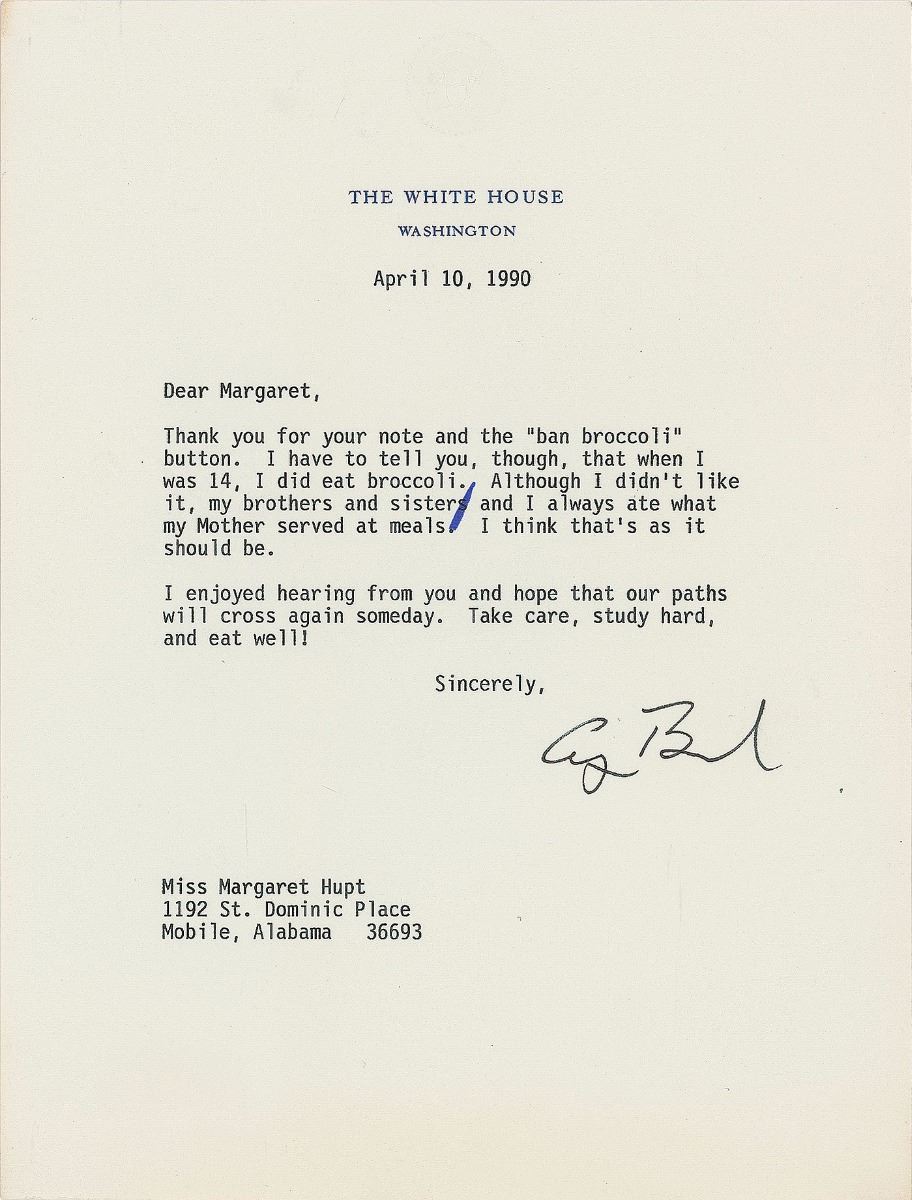 THE WHITE HOUSE
WASHINGTON
April 10, 1990
Dear Margaret,
Thank you for your note and the "ban broccoli"
button.  I have to tell you, though, that when I
was 14, I did eat broccoli.  Although I didn't like
it, my brothers and sisters and I always ate what
my Mother served at meals.  I think that's as it
should be.
I enjoyed hearing from you and hope that our paths
will cross again someday.  Take care, study hard,
and eat well!
Sincerely,
G Bush
Miss Margaret Hupt
1192 St. Dominic Place
Mobile, Alabama   36693